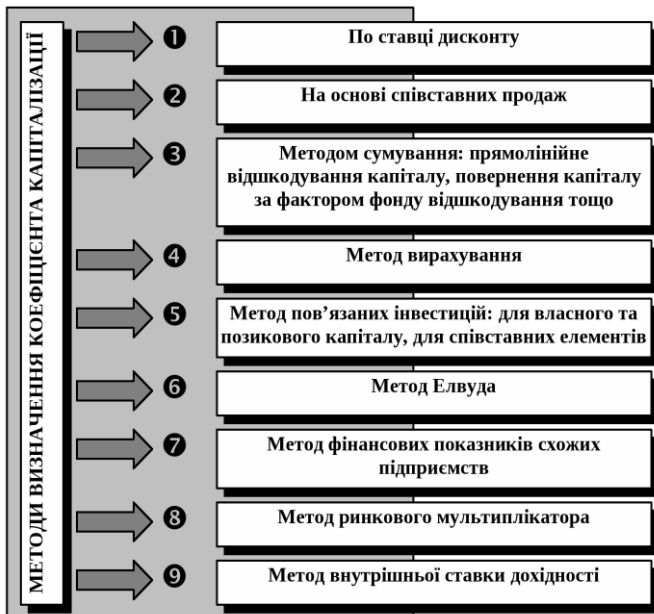 МЕТОДИ ВИЗНАЧЕННЯ КОЕФІЦІЄНТА КАПІТАЛІЗАЦІЇ
❶ По ставці дисконту
❷ На основі співставних продаж
❸ Методом сумування: прямолінійне
відшкодування капіталу, повернення капіталу
за фактором фонду відшкодування тощо
❹ Метод вирахування
❺ Метод пов’язаних інвестицій: для власного та
позикового капіталу, для співставних елементів
❻ Метод Елвуда
❼ Метод фінансових показників схожих
підприємств
❽ Метод ринкового мультиплікатора
❾ Метод внутрішньої ставки дохідності